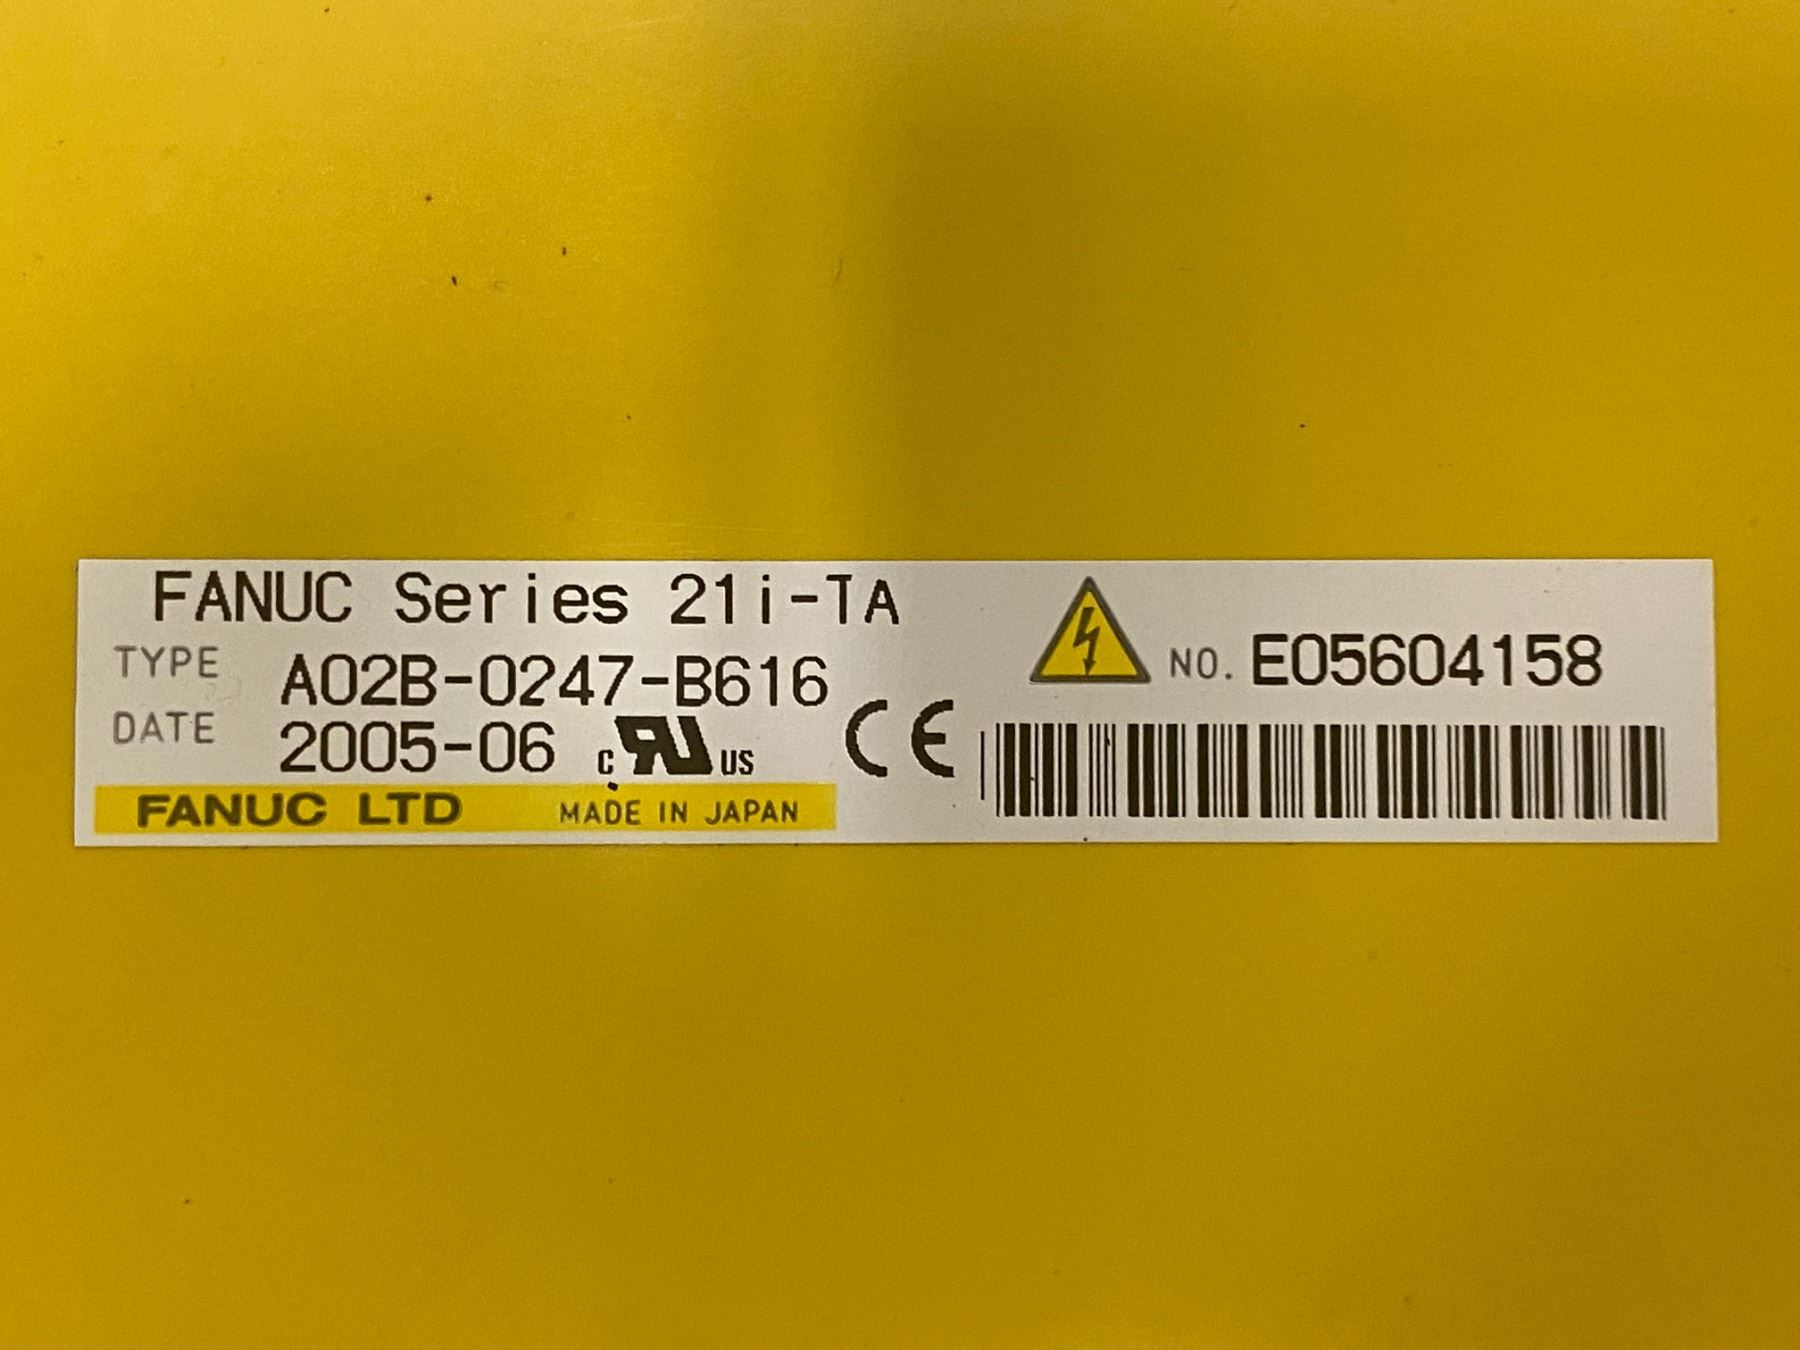 FANUC Series 21i-TA
TYPE A02B-0247-B616
DATE 2005-06 c RU US CE
FANUC LTD MADE IN JAPAN
NO. E05604158